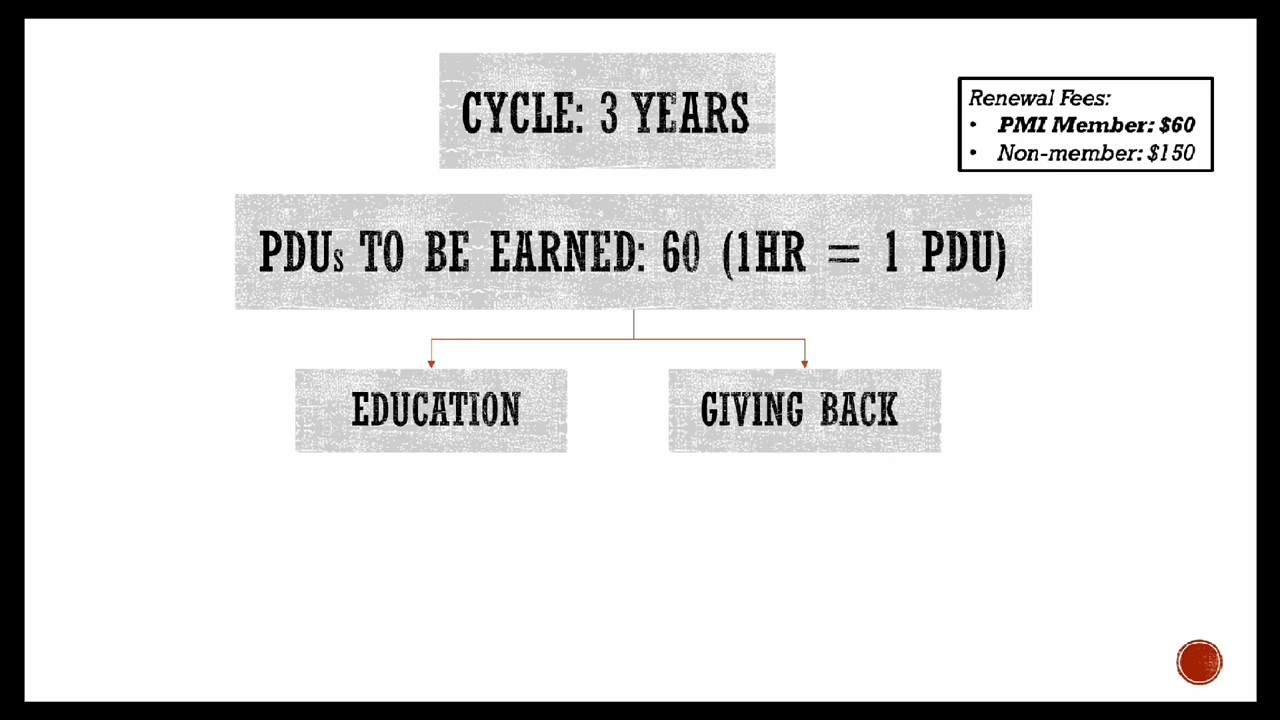 CYCLE: 3 YEARS
Renewal Fees:
• PMI Member: $60
• Non-member: $150
PDUs TO BE EARNED: 60 (1HR = 1 PDU)
EDUCATION
GIVING BACK